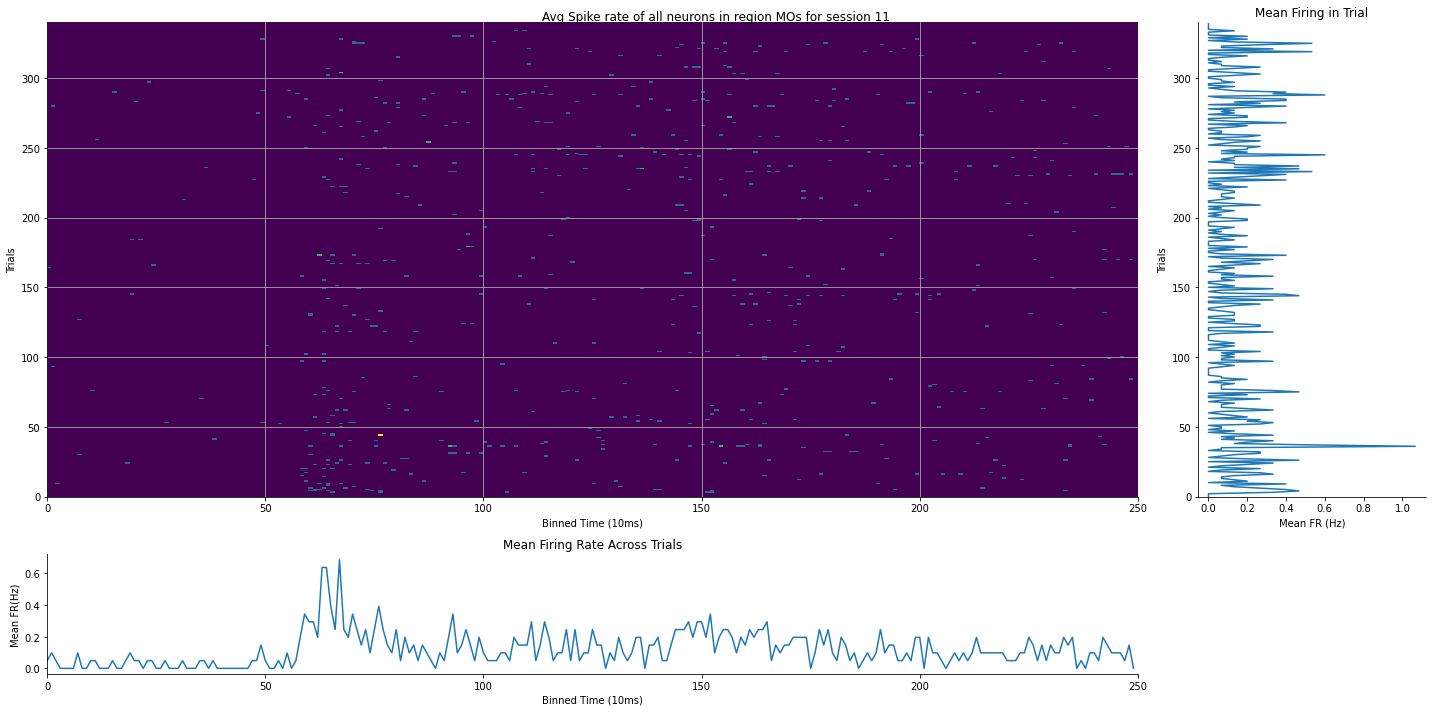 Avg Spike rate of all neurons in region MOs for session 11
Trials
300
250
200
150
100
50
0
0 50 100 150 200 250
Binned Time (10ms)
Mean Firing in Trial
Trials
300
250
200
150
100
50
0
0.0 0.2 0.4 0.6 0.8 1.0
Mean FR (Hz)
Mean Firing Rate Across Trials
Mean FR(Hz)
0.6
0.4
0.2
0.0
0 50 100 150 200 250
Binned Time (10ms)